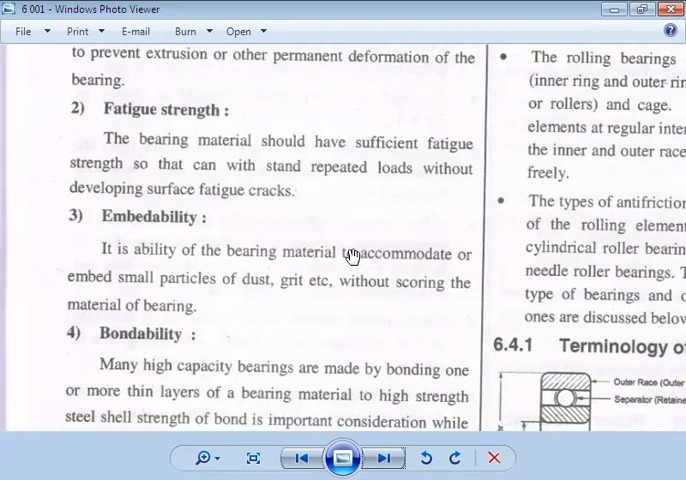 6 001 - Windows Photo Viewer
File Print E-mail Burn Open
to prevent extrusion or other permanent deformation of the
bearing.
2) Fatigue strength :
The bearing material should have sufficient fatigue
strength so that can with stand repeated loads without
developing surface fatigue cracks.
3) Embedability :
It is ability of the bearing material to accommodate or
embed small particles of dust, grit etc, without scoring the
material of bearing.
4) Bondability :
Many high capacity bearings are made by bonding one
or more thin layers of a bearing material to high strength
steel shell strength of bond is important consideration while
• The rolling bearings
(inner ring and outer rin
or rollers) and cage.
elements at regular inter
the inner and outer race
freely.
• The types of antifriction
of the rolling element
cylindrical roller bearin
needle roller bearings. T
type of bearings and o
ones are discussed below
6.4.1 Terminology of
Outer Race (Outer
Separator (Retaine